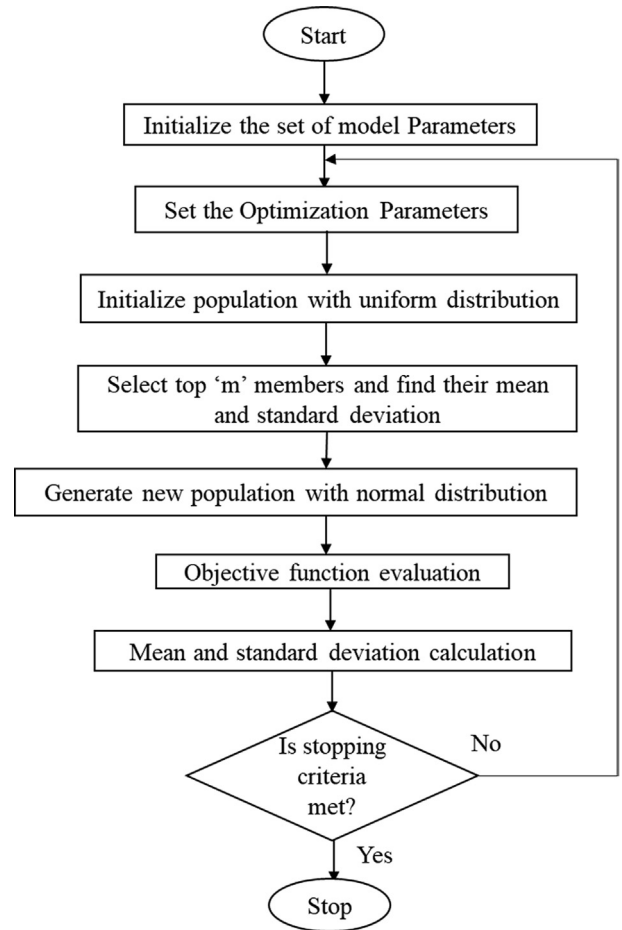 Start
Initialize the set of model Parameters
Set the Optimization Parameters
Initialize population with uniform distribution
Select top ‘m’ members and find their mean
and standard deviation
Generate new population with normal distribution
Objective function evaluation
Mean and standard deviation calculation
Is stopping
criteria
met?
No
Yes
Stop